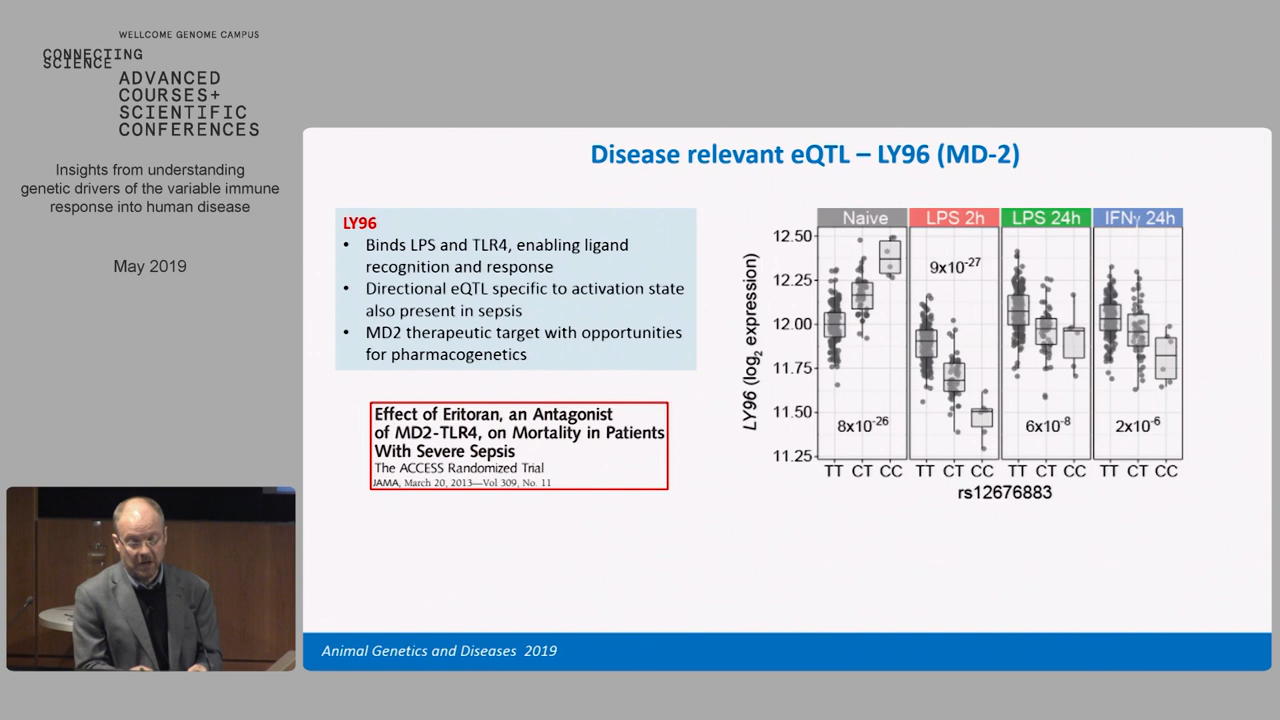 WELLCOME GENOME CAMPUS
CONNECTING
SCIENCE
ADVANCED
COURSES+
SCIENTIFIC
CONFERENCES
Insights from understanding
genetic drivers of the variable immune
response into human disease
May 2019
Disease relevant eQTL – LY96 (MD-2)
LY96
• Binds LPS and TLR4, enabling ligand
recognition and response
• Directional eQTL specific to activation state
also present in sepsis
• MD2 therapeutic target with opportunities
for pharmacogenetics
Effect of Eritoran, an Antagonist
of MD2-TLR4, on Mortality in Patients
With Severe Sepsis
The ACCESS Randomized Trial
JAMA, March 20, 2013—Vol 309, No. 11
Naive LPS 2h LPS 24h IFNγ 24h
LY96 (log₂ expression)
12.50
12.25
12.00
11.75
11.50
11.25
9x10⁻²⁷
8x10⁻²⁶ 6x10⁻⁸ 2x10⁻⁶
TT CT CC TT CT CC TT CT CC TT CT CC
rs12676883
Animal Genetics and Diseases 2019